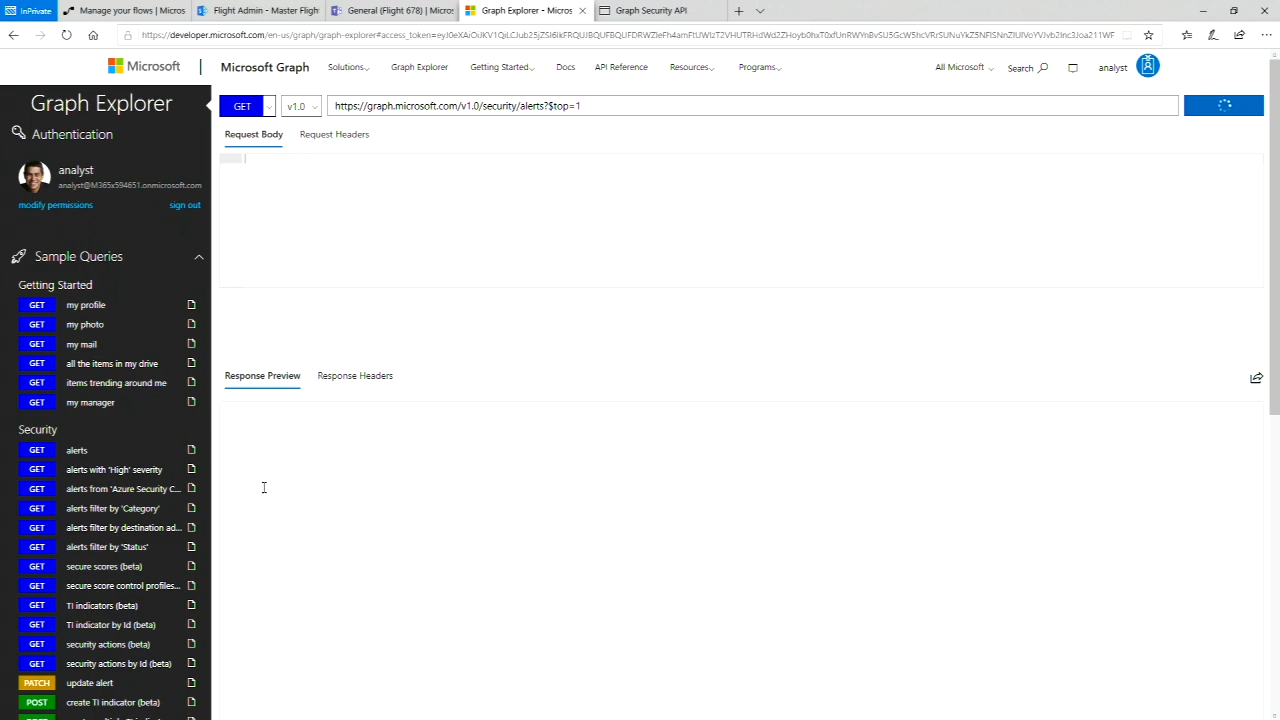 InPrivate
Manage your flows | Micros
Flight Admin - Master Flight
General (Flight 678) | Micro
Graph Explorer - Micros
Graph Security API
Microsoft
Microsoft Graph
Solutions
Graph Explorer
Getting Started
Docs
API Reference
Resources
Programs
All Microsoft
Search
analyst
Graph Explorer
GET
v1.0
https://graph.microsoft.com/v1.0/security/alerts?$top=1
Authentication
Request Body
Request Headers
analyst
analyst@M365x594651.onmicrosoft.com
modify permissions
sign out
Sample Queries
Getting Started
GET my profile
GET my photo
GET my mail
GET all the items in my drive
GET items trending around me
GET my manager
Response Preview
Response Headers
Security
GET alerts
GET alerts with 'High' severity
GET alerts from 'Azure Security C...
GET alerts filter by 'Category'
GET alerts filter by destination ad...
GET alerts filter by 'Status'
GET secure scores (beta)
GET secure score control profiles...
GET TI indicators (beta)
GET TI indicator by Id (beta)
GET security actions (beta)
GET security actions by Id (beta)
PATCH update alert
POST create TI indicator (beta)